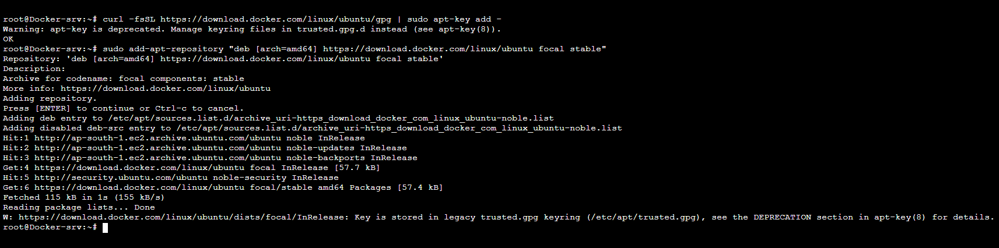 root@Docker-srv:~# curl -fsSL https://download.docker.com/linux/ubuntu/gpg | sudo apt-key add -
Warning: apt-key is deprecated. Manage keyring files in trusted.gpg.d instead (see apt-key(8)).
OK
root@Docker-srv:~# sudo add-apt-repository "deb [arch=amd64] https://download.docker.com/linux/ubuntu focal stable"
Repository: 'deb [arch=amd64] https://download.docker.com/linux/ubuntu focal stable'
Description:
Archive for codename: focal components: stable
More info: https://download.docker.com/linux/ubuntu
Adding repository.
Press [ENTER] to continue or Ctrl-c to cancel.
Adding deb entry to /etc/apt/sources.list.d/archive_uri-https_download_docker_com_linux_ubuntu-noble.list
Adding disabled deb-src entry to /etc/apt/sources.list.d/archive_uri-https_download_docker_com_linux_ubuntu-noble.list
Hit:1 http://ap-south-1.ec2.archive.ubuntu.com/ubuntu noble InRelease
Hit:2 http://ap-south-1.ec2.archive.ubuntu.com/ubuntu noble-updates InRelease
Hit:3 http://ap-south-1.ec2.archive.ubuntu.com/ubuntu noble-backports InRelease
Get:4 https://download.docker.com/linux/ubuntu focal InRelease [57.7 kB]
Hit:5 http://security.ubuntu.com/ubuntu noble-security InRelease
Get:6 https://download.docker.com/linux/ubuntu focal/stable amd64 Packages [57.4 kB]
Fetched 115 kB in 1s (155 kB/s)
Reading package lists... Done
W: https://download.docker.com/linux/ubuntu/dists/focal/InRelease: Key is stored in legacy trusted.gpg keyring (/etc/apt/trusted.gpg), see the DEPRECATION section in apt-key(8) for details.
root@Docker-srv:~#